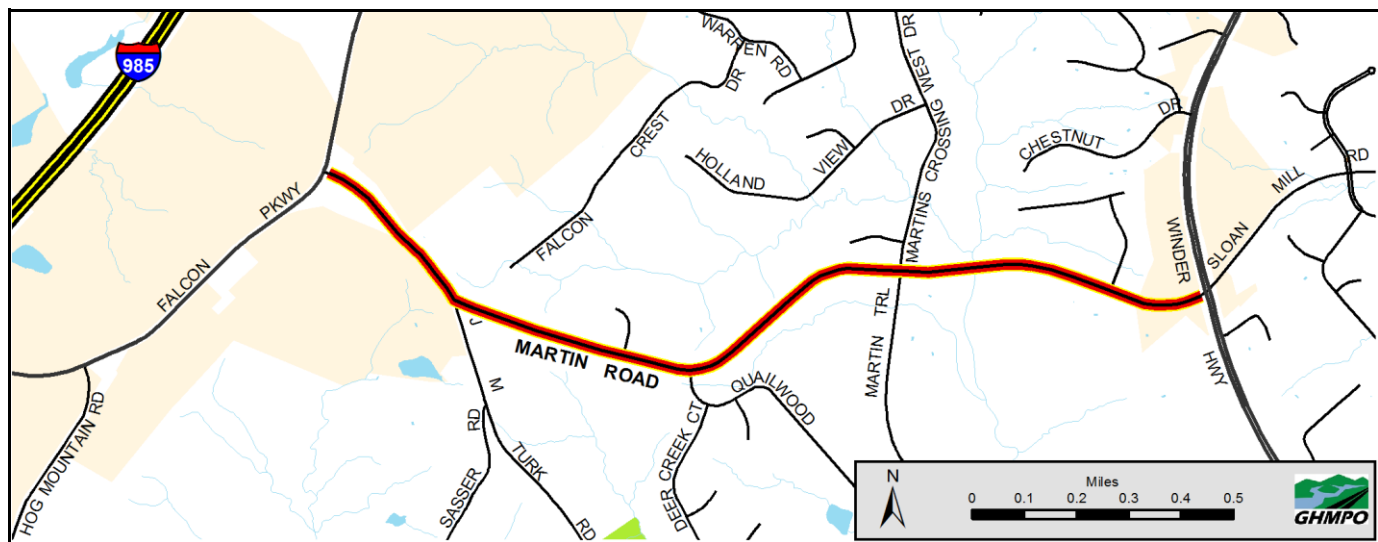 985
WARREN RD
DR
CREST
FALCON
HOLLAND
VIEW
DR
MARTINS CROSSING WEST DR
CHESTNUT
DR
RD
MILL
SLOAN
WINDER
HWY
PKWY
FALCON
MARTIN TRL
J
M
TURK
RD
MARTIN ROAD
QUAILWOOD
DEER CREEK CT
RD
SASSER
HOG MOUNTAIN RD
N
Miles
0 0.1 0.2 0.3 0.4 0.5
GHMPO